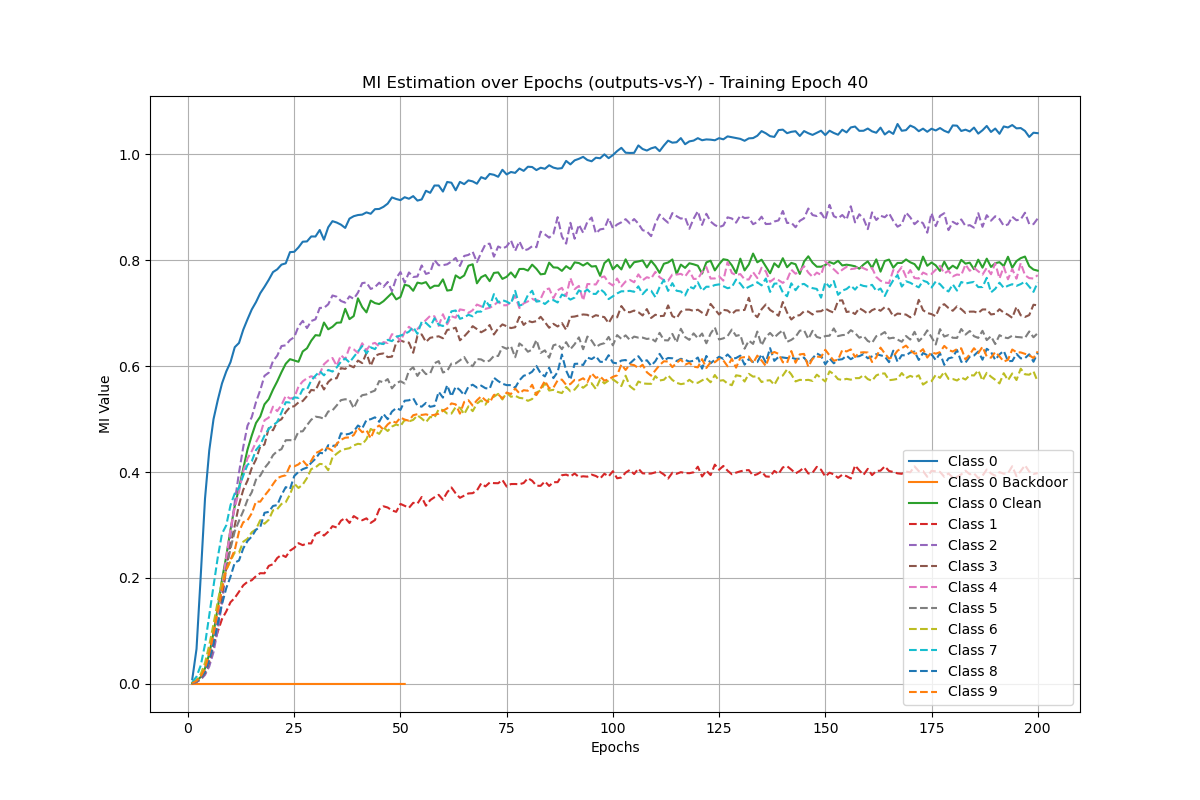 MI Estimation over Epochs (outputs-vs-Y) - Training Epoch 40
MI Value
1.0
0.8
0.6
0.4
0.2
0.0
0 25 50 75 100 125 150 175 200
Epochs
Class 0
Class 0 Backdoor
Class 0 Clean
Class 1
Class 2
Class 3
Class 4
Class 5
Class 6
Class 7
Class 8
Class 9